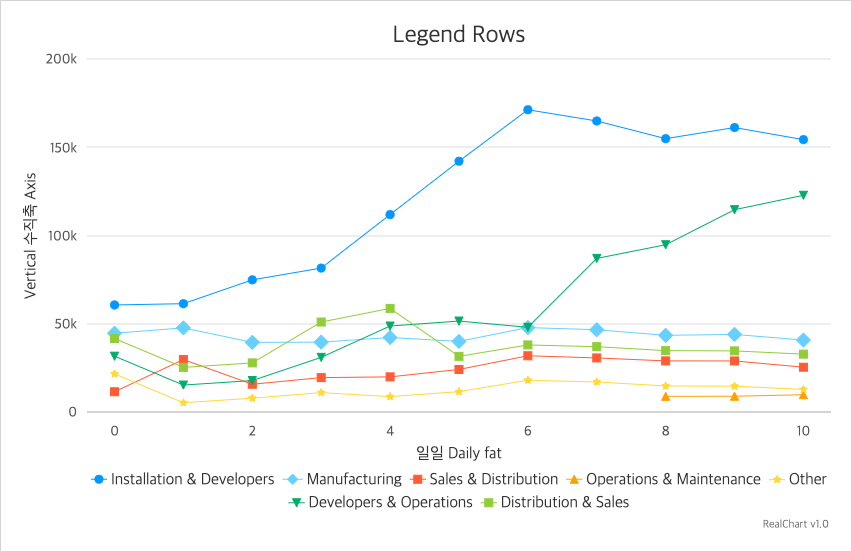 Legend Rows
200k
150k
100k
50k
0
Vertical 수직축 Axis
0 2 4 6 8 10
일일 Daily fat
Installation & Developers Manufacturing Sales & Distribution Operations & Maintenance Other
Developers & Operations Distribution & Sales
RealChart v1.0